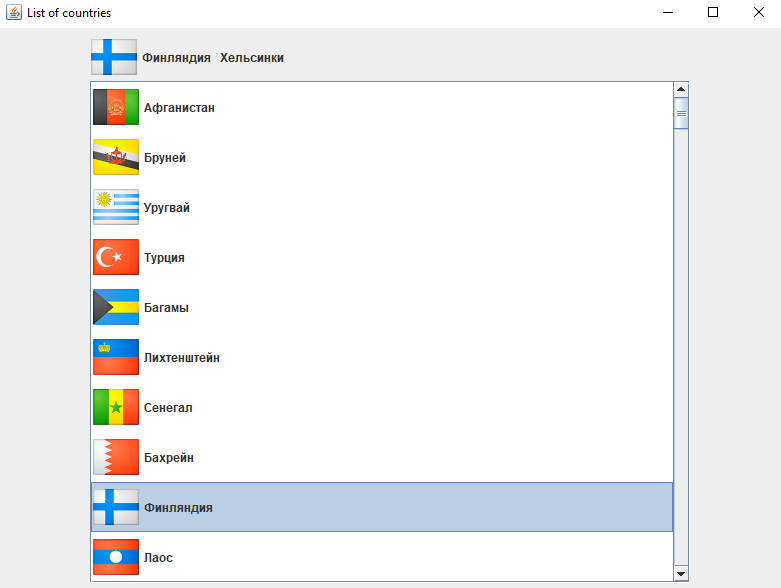 List of countries
Финляндия Хельсинки
Афганистан
Бруней
Уругвай
Турция
Багамы
Лихтенштейн
Сенегал
Бахрейн
Финляндия
Лаос